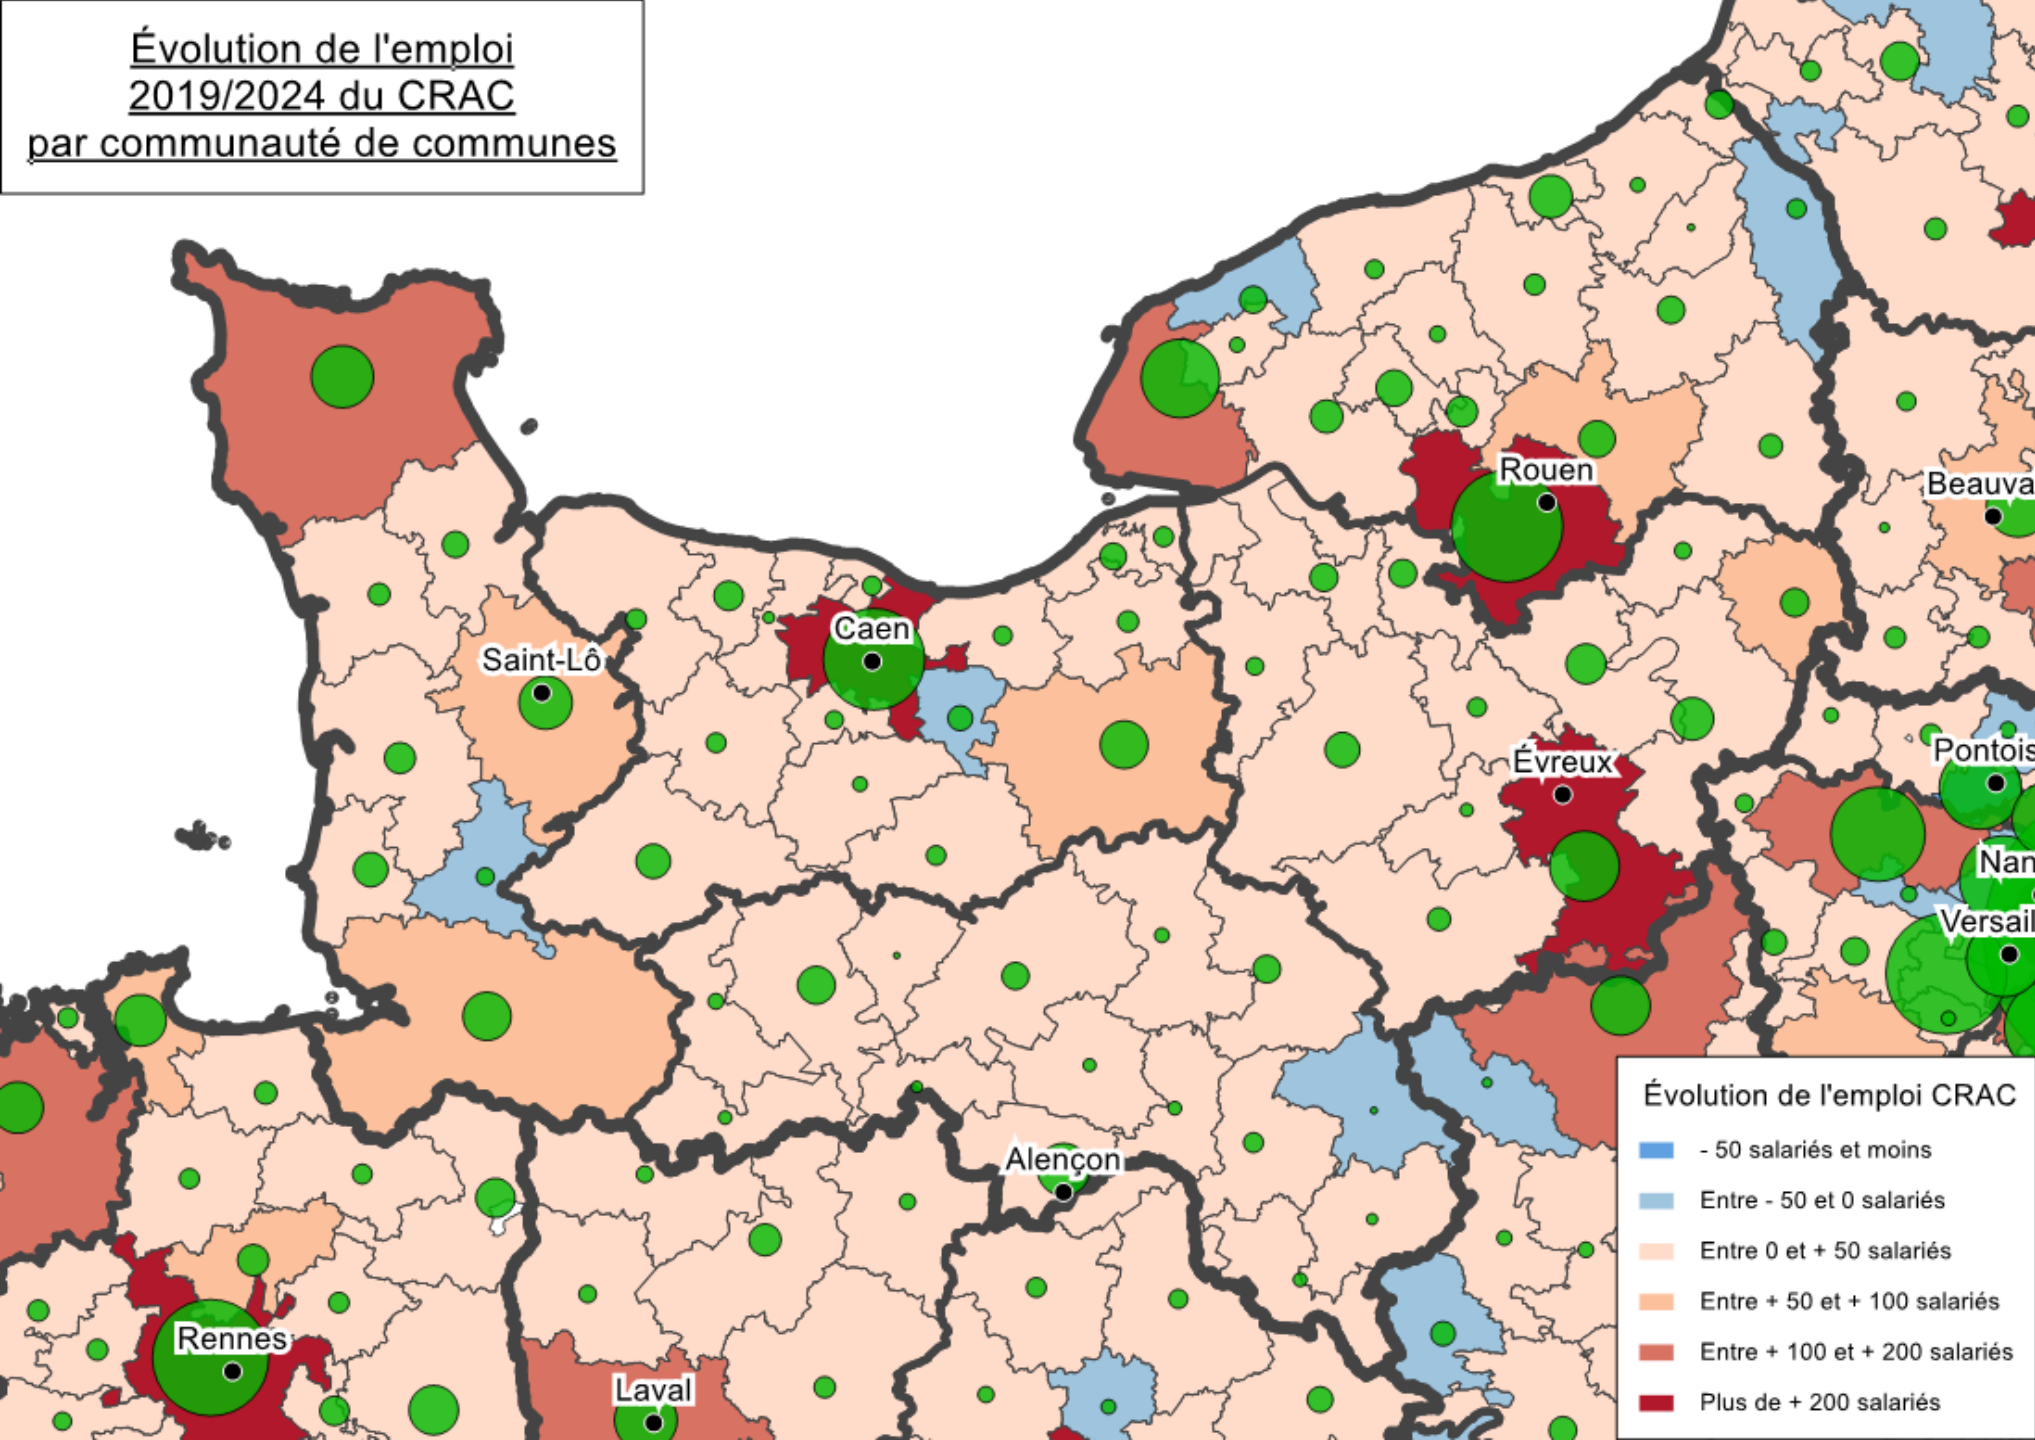 Évolution de l'emploi
2019/2024 du CRAC
par communauté de communes
Rouen
Beauva
Caen
Saint-Lô
Pontois
Évreux
Nan
Versail
Alençon
Rennes
Laval
Évolution de l'emploi CRAC
- 50 salariés et moins
Entre - 50 et 0 salariés
Entre 0 et + 50 salariés
Entre + 50 et + 100 salariés
Entre + 100 et + 200 salariés
Plus de + 200 salariés